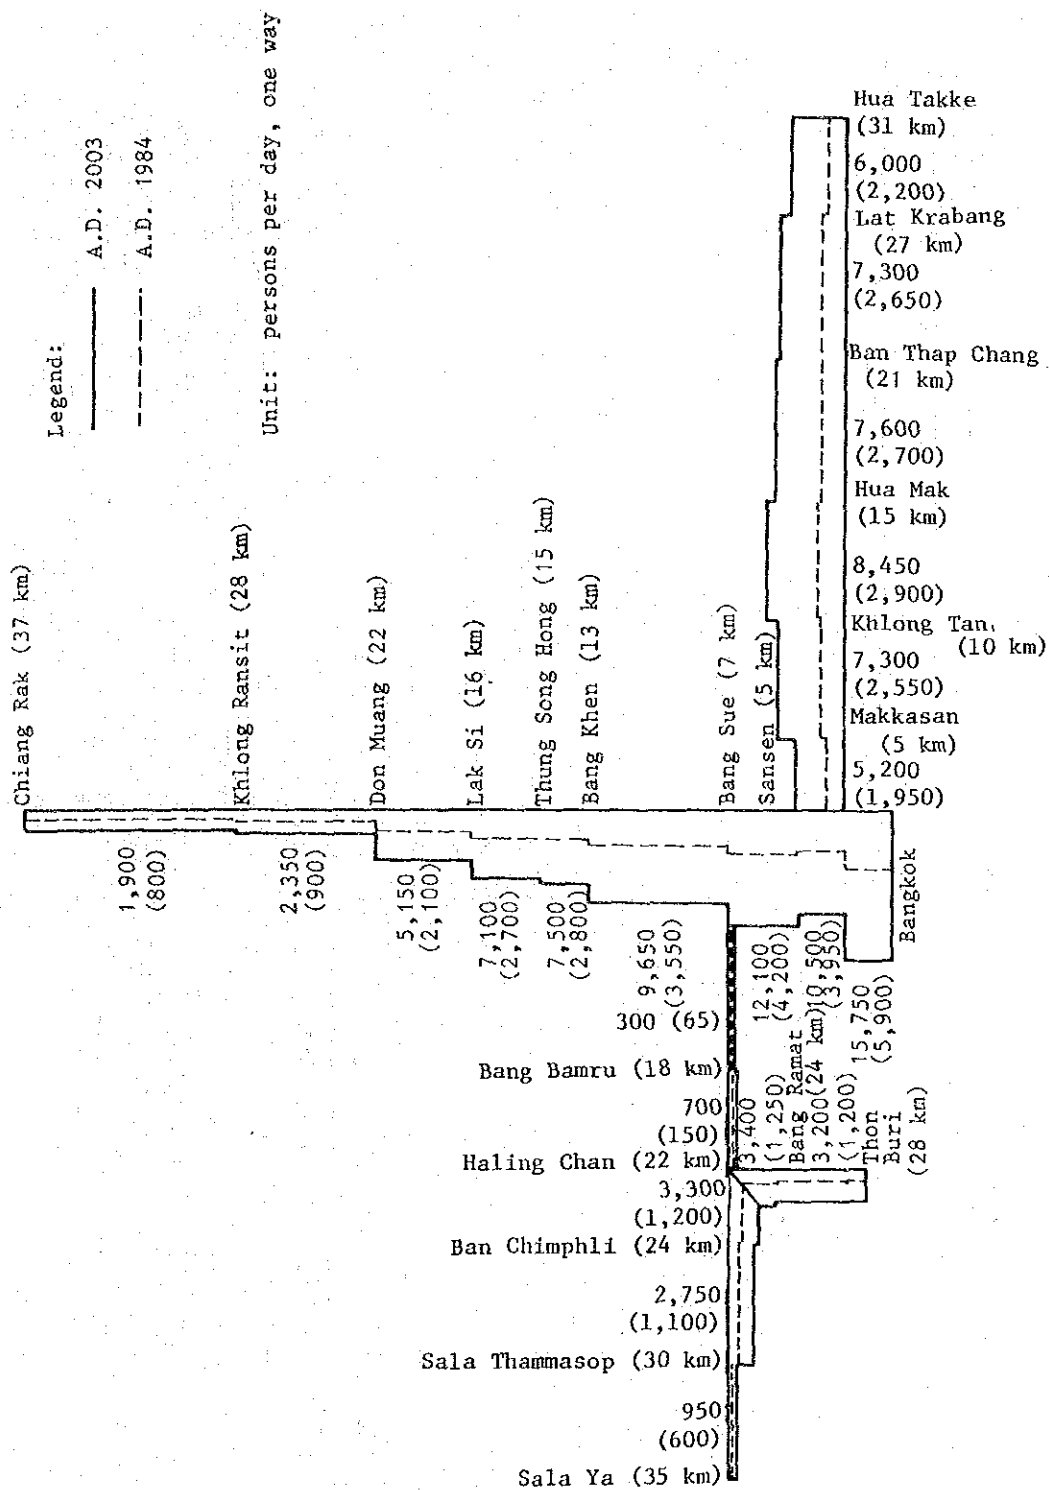 Legend:
A.D. 2003
A.D. 1984
Unit: persons per day, one way
Chiang Rak (37 km)
1,900
(800)
Khlong Ransit (28 km)
2,350
(900)
Don Muang (22 km)
5,150
(2,100)
Lak Si (16 km)
7,100
(2,700)
Thung Song Hong (15 km)
7,500
(2,800)
Bang Khen (13 km)
9,650
(3,550)
Bang Sue (7 km)
12,100
(4,200)
Sansen (5 km)
10,500
(3,950)
15,750
(5,900)
Bangkok
Hua Takke
(31 km)
6,000
(2,200)
Lat Krabang
(27 km)
7,300
(2,650)
Ban Thap Chang
(21 km)
7,600
(2,700)
Hua Mak
(15 km)
8,450
(2,900)
Khlong Tan
(10 km)
7,300
(2,550)
Makkasan
(5 km)
5,200
(1,950)
300 (65)
Bang Bamru (18 km)
700
(150)
Haling Chan (22 km)
3,300
(1,200)
Ban Chimphli (24 km)
2,750
(1,100)
Sala Thammasop (30 km)
950
(600)
Sala Ya (35 km)
3,400
(1,250)
Bang Ramat
(24 km)
3,200
(1,200)
Thon
Buri
(28 km)